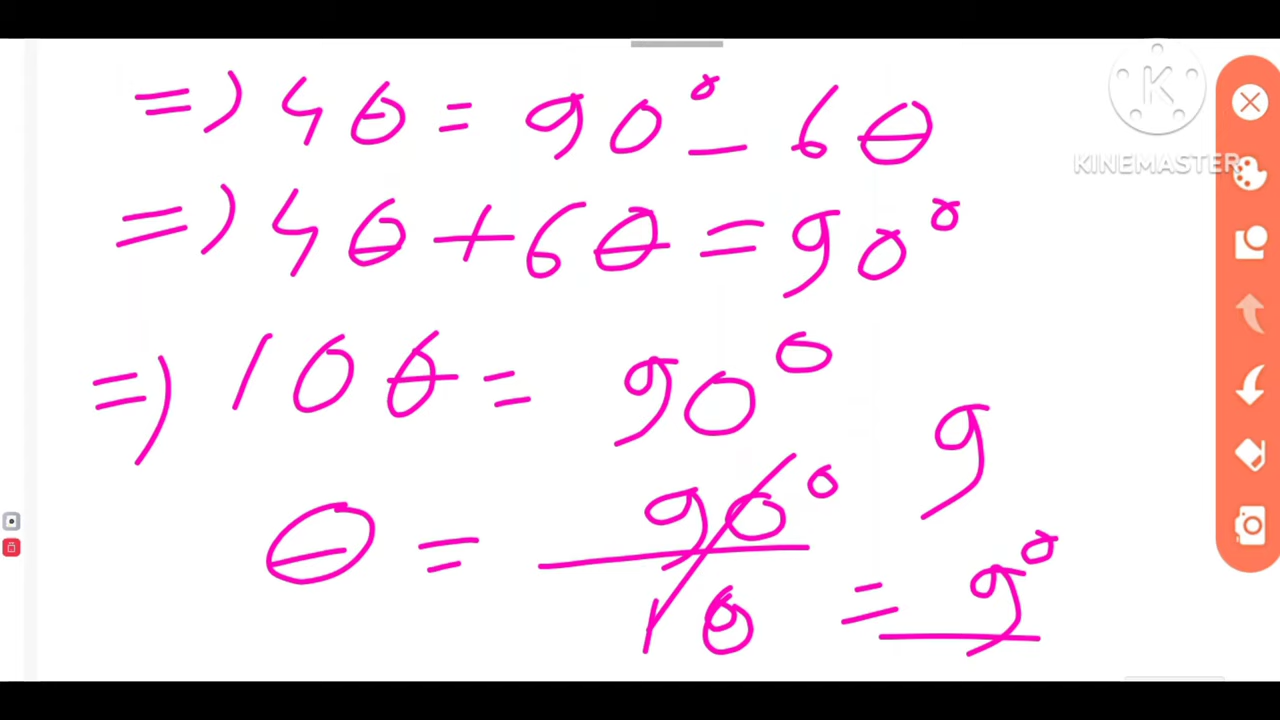 =) 4θ = 90° - 6θ
=) 4θ + 6θ = 90°
=) 10θ = 90°
9
θ = 90°/10 = 9°
K
KINEMASTER